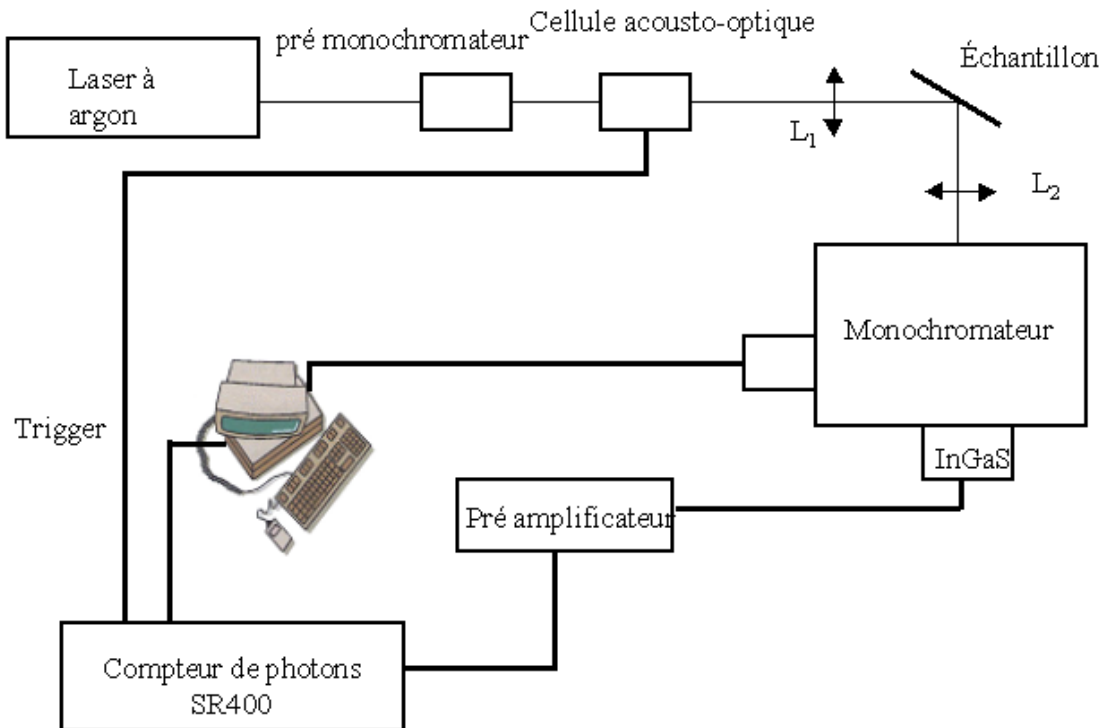 Cellule acousto-optique
pré monochromateur
Échantillon
Laser à
argon
L1
L2
Monochromateur
Trigger
InGaS
Pré amplificateur
Compteur de photons
SR400